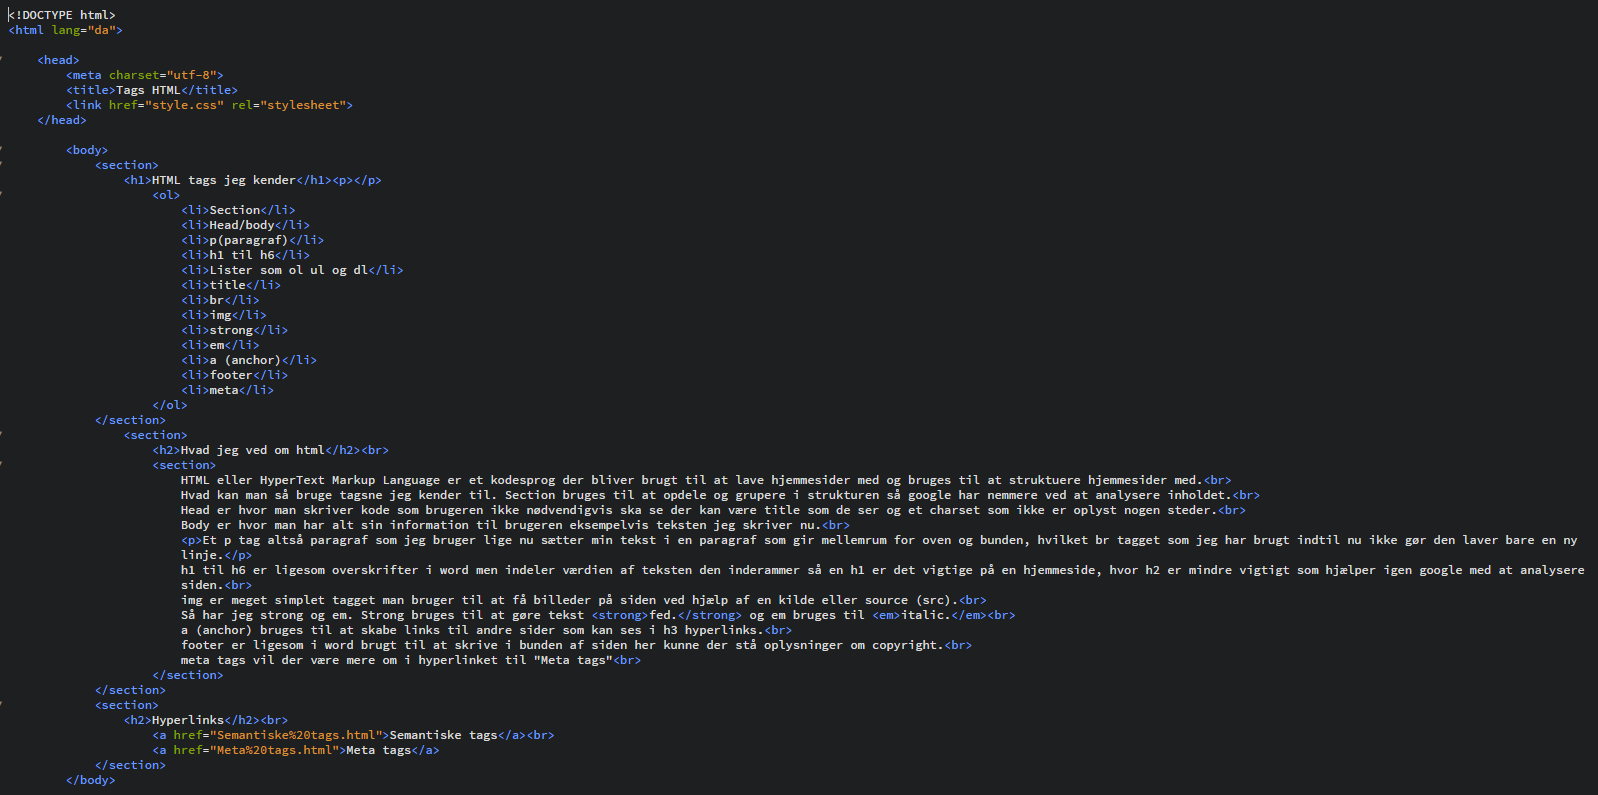 <!DOCTYPE html>
<html lang="da">
<head>
<meta charset="utf-8">
<title>Tags HTML</title>
<link href="style.css" rel="stylesheet">
</head>
<body>
<section>
<h1>HTML tags jeg kender</h1><p></p>
<ol>
<li>Section</li>
<li>Head/body</li>
<li>p(paragraf)</li>
<li>h1 til h6</li>
<li>Lister som ol ul og dl</li>
<li>title</li>
<li>br</li>
<li>img</li>
<li>strong</li>
<li>em</li>
<li>a (anchor)</li>
<li>footer</li>
<li>meta</li>
</ol>
</section>
<section>
<h2>Hvad jeg ved om html</h2><br>
<section>
HTML eller HyperText Markup Language er et kodesprog der bliver brugt til at lave hjemmesider med og bruges til at struktuere hjemmesider med.<br>
Hvad kan man så bruge tagsne jeg kender til. Section bruges til at opdele og grupere i strukturen så google har nemmere ved at analysere inholdet.<br>
Head er hvor man skriver kode som brugeren ikke nødvendigvis ska se der kan være title som de ser og et charset som ikke er oplyst nogen steder.<br>
Body er hvor man har alt sin information til brugeren eksempelvis teksten jeg skriver nu.<br>
<p>Et p tag altså paragraf som jeg bruger lige nu sætter min tekst i en paragraf som gir mellemrum for oven og bunden, hvilket br tagget som jeg har brugt indtil nu ikke gør den laver bare en ny
linje.</p>
h1 til h6 er ligesom overskrifter i word men indeler værdien af teksten den inderammer så en h1 er det vigtige på en hjemmeside, hvor h2 er mindre vigtigt som hjælper igen google med at analysere
siden.<br>
img er meget simplet tagget man bruger til at få billeder på siden ved hjælp af en kilde eller source (src).<br>
Så har jeg strong og em. Strong bruges til at gøre tekst <strong>fed.</strong> og em bruges til <em>italic.</em><br>
a (anchor) bruges til at skabe links til andre sider som kan ses i h3 hyperlinks.<br>
footer er ligesom i word brugt til at skrive i bunden af siden her kunne der stå oplysninger om copyright.<br>
meta tags vil der være mere om i hyperlinket til "Meta tags"<br>
</section>
</section>
<section>
<h2>Hyperlinks</h2><br>
<a href="Semantiske%20tags.html">Semantiske tags</a><br>
<a href="Meta%20tags.html">Meta tags</a>
</section>
</body>